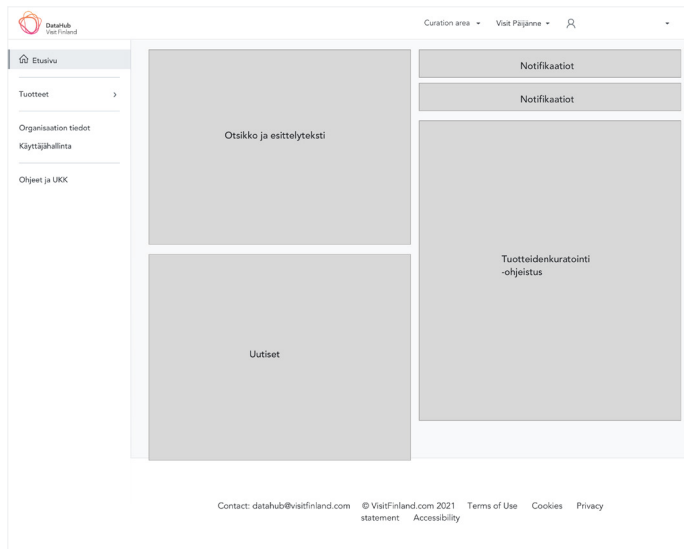 DataHub
Visit Finland
Curation area
Visit Päijänne
Etusivu
Tuotteet
Organisaation tiedot
Käyttäjähallinta
Ohjeet ja UKK
Otsikko ja esittelyteksti
Uutiset
Notifikaatiot
Notifikaatiot
Tuotteidenkuratointi
-ohjeistus
Contact: datahub@visitfinland.com © VisitFinland.com 2021 Terms of Use Cookies Privacy
statement Accessibility